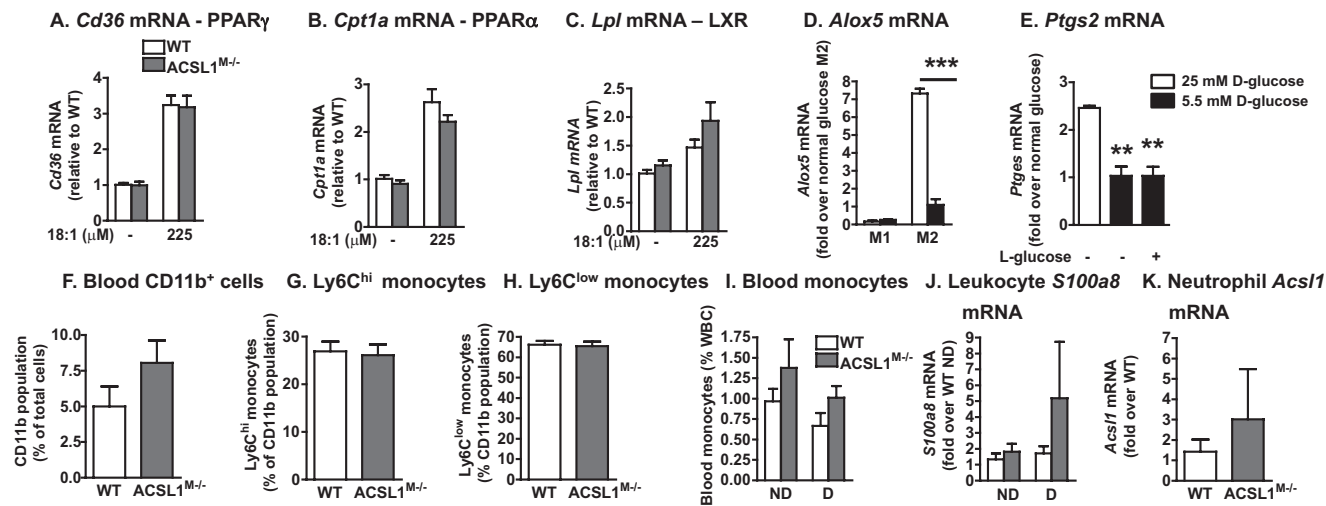 A. Cd36 mRNA - PPARγ
WT
ACSL1M-/-
Cd36 mRNA
(relative to WT)
4
3
2
1
0
18:1 (μM)
-
225
B. Cpt1a mRNA - PPARα
Cpt1a mRNA
(relative to WT)
3
2
1
0
18:1 (μM)
-
225
C. Lpl mRNA – LXR
Lpl mRNA
(relative to WT)
3
2
1
0
18:1 (μM)
-
225
D. Alox5 mRNA
Alox5 mRNA
(fold over normal glucose M2)
8
7
6
5
4
3
2
1
0
***
M1
M2
E. Ptgs2 mRNA
Ptges mRNA
(fold over normal glucose)
3
2
1
0
**
**
25 mM D-glucose
5.5 mM D-glucose
L-glucose
-
-
+
F. Blood CD11b+ cells
CD11b population
(% of total cells)
10.0
7.5
5.0
2.5
0.0
WT
ACSL1M-/-
G. Ly6Chi monocytes
Ly6Chi monocytes
(% of CD11b population)
40
30
20
10
0
WT
ACSL1M-/-
H. Ly6Clow monocytes
Ly6Clow monocytes
(% CD11b population)
70
60
50
40
30
20
10
0
WT
ACSL1M-/-
I. Blood monocytes
Blood monocytes (% WBC)
1.75
1.50
1.25
1.00
0.75
0.50
0.25
0.00
WT
ACSL1M-/-
ND
D
J. Leukocyte S100a8
mRNA
S100a8 mRNA
(fold over WT ND)
9
8
7
6
5
4
3
2
1
0
ND
D
K. Neutrophil Acsl1
mRNA
Acsl1 mRNA
(fold over WT)
7
6
5
4
3
2
1
0
WT
ACSL1M-/-